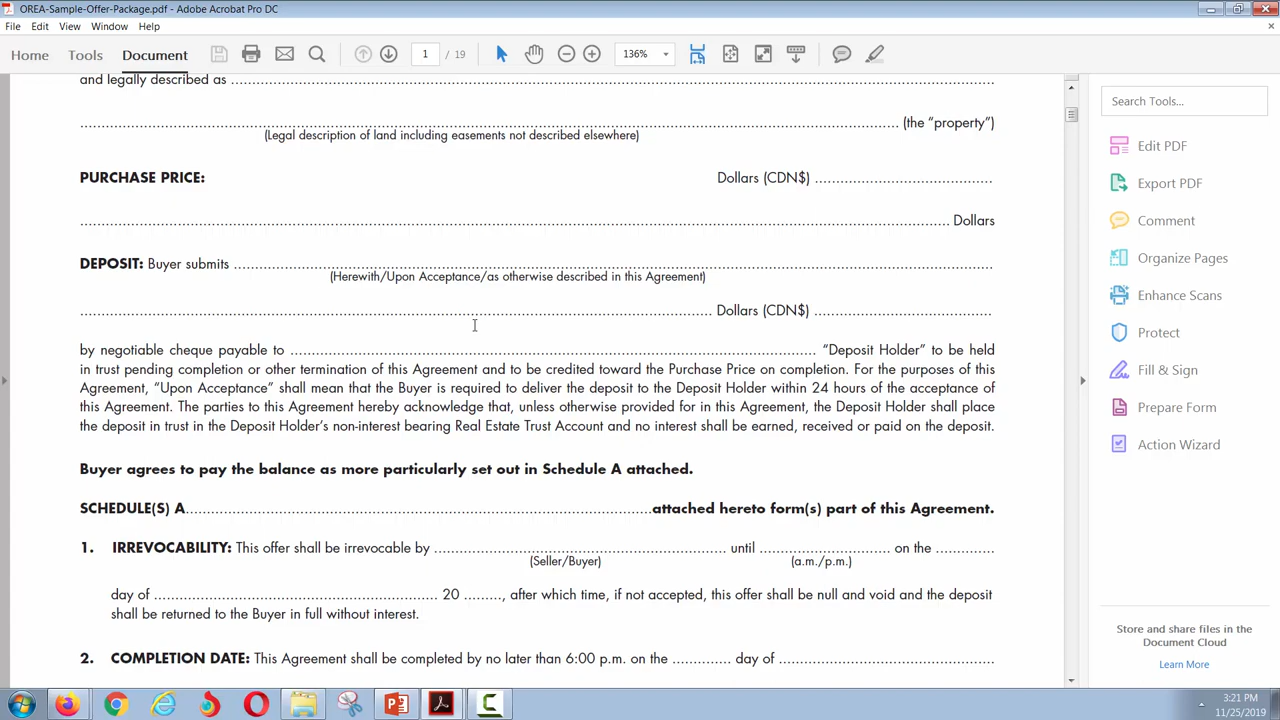 OREA-Sample-Offer-Package.pdf - Adobe Acrobat Pro DC
File Edit View Window Help
Home Tools Document 1 / 19 136%
and legally described as ....................
.................... (the “property”)
(Legal description of land including easements not described elsewhere)
PURCHASE PRICE: Dollars (CDN$) ....................
.................... Dollars
DEPOSIT: Buyer submits ....................
(Herewith/Upon Acceptance/as otherwise described in this Agreement)
.................... Dollars (CDN$) ....................
by negotiable cheque payable to .................... “Deposit Holder” to be held
in trust pending completion or other termination of this Agreement and to be credited toward the Purchase Price on completion. For the purposes of this
Agreement, “Upon Acceptance” shall mean that the Buyer is required to deliver the deposit to the Deposit Holder within 24 hours of the acceptance of
this Agreement. The parties to this Agreement hereby acknowledge that, unless otherwise provided for in this Agreement, the Deposit Holder shall place
the deposit in trust in the Deposit Holder’s non-interest bearing Real Estate Trust Account and no interest shall be earned, received or paid on the deposit.
Buyer agrees to pay the balance as more particularly set out in Schedule A attached.
SCHEDULE(S) A....................attached hereto form(s) part of this Agreement.
1. IRREVOCABILITY: This offer shall be irrevocable by .................... until .................... on the ...............
(Seller/Buyer) (a.m./p.m.)
day of .................... 20 ........., after which time, if not accepted, this offer shall be null and void and the deposit
shall be returned to the Buyer in full without interest.
2. COMPLETION DATE: This Agreement shall be completed by no later than 6:00 p.m. on the ............... day of ....................
Search Tools...
Edit PDF
Export PDF
Comment
Organize Pages
Enhance Scans
Protect
Fill & Sign
Prepare Form
Action Wizard
Store and share files in the
Document Cloud
Learn More
3:21 PM
11/25/2019